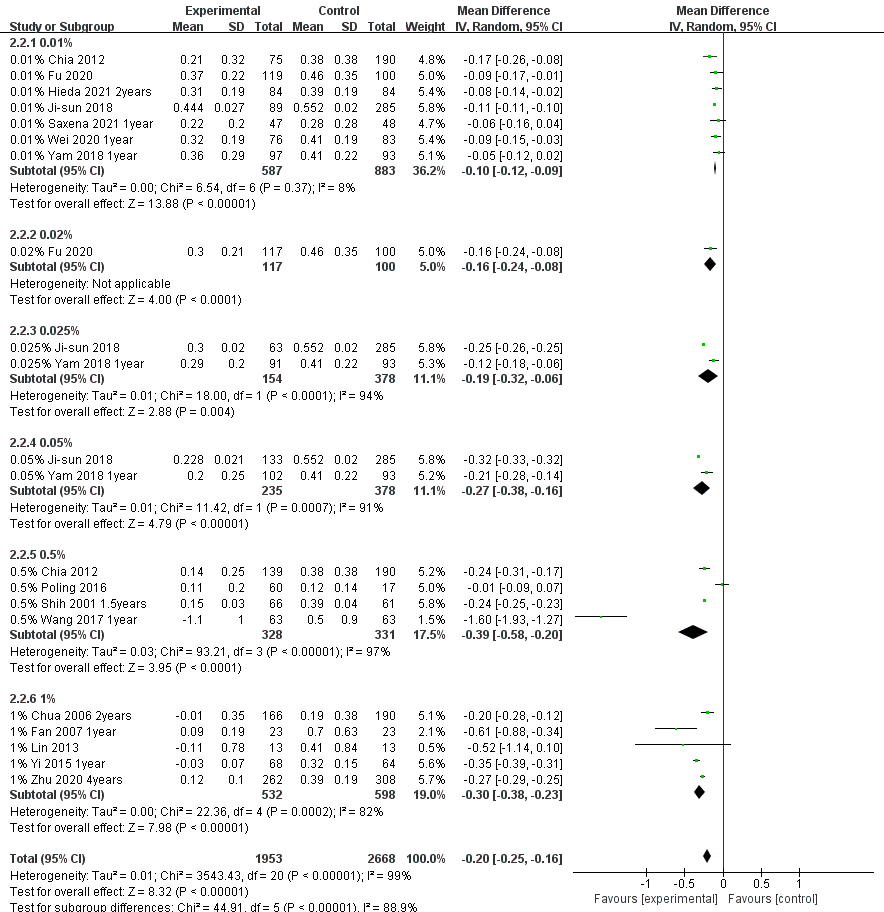 Experimental Control Mean Difference Mean Difference
Study or Subgroup Mean SD Total Mean SD Total Weight IV, Random, 95% CI IV, Random, 95% CI
2.2.1 0.01%
0.01% Chia 2012 0.21 0.32 75 0.38 0.38 190 4.8% -0.17 [-0.26, -0.08]
0.01% Fu 2020 0.37 0.22 119 0.46 0.35 100 5.0% -0.09 [-0.17, -0.01]
0.01% Hieda 2021 2years 0.31 0.19 84 0.39 0.19 84 5.3% -0.08 [-0.14, -0.02]
0.01% Ji-sun 2018 0.444 0.027 89 0.552 0.02 285 5.8% -0.11 [-0.11, -0.10]
0.01% Saxena 2021 1year 0.22 0.2 47 0.28 0.28 48 4.7% -0.06 [-0.16, 0.04]
0.01% Wei 2020 1year 0.32 0.19 76 0.41 0.19 83 5.4% -0.09 [-0.15, -0.03]
0.01% Yam 2018 1year 0.36 0.29 97 0.41 0.22 93 5.1% -0.05 [-0.12, 0.02]
Subtotal (95% CI) 587 883 36.2% -0.10 [-0.12, -0.09]
Heterogeneity: Tau² = 0.00; Chi² = 6.54, df = 6 (P = 0.37); I² = 8%
Test for overall effect: Z = 13.88 (P < 0.00001)
2.2.2 0.02%
0.02% Fu 2020 0.3 0.21 117 0.46 0.35 100 5.0% -0.16 [-0.24, -0.08]
Subtotal (95% CI) 117 100 5.0% -0.16 [-0.24, -0.08]
Heterogeneity: Not applicable
Test for overall effect: Z = 4.00 (P < 0.0001)
2.2.3 0.025%
0.025% Ji-sun 2018 0.3 0.02 63 0.552 0.02 285 5.8% -0.25 [-0.26, -0.25]
0.025% Yam 2018 1year 0.29 0.2 91 0.41 0.22 93 5.3% -0.12 [-0.18, -0.06]
Subtotal (95% CI) 154 378 11.1% -0.19 [-0.32, -0.06]
Heterogeneity: Tau² = 0.01; Chi² = 18.00, df = 1 (P < 0.0001); I² = 94%
Test for overall effect: Z = 2.88 (P = 0.004)
2.2.4 0.05%
0.05% Ji-sun 2018 0.228 0.021 133 0.552 0.02 285 5.8% -0.32 [-0.33, -0.32]
0.05% Yam 2018 1year 0.2 0.25 102 0.41 0.22 93 5.2% -0.21 [-0.28, -0.14]
Subtotal (95% CI) 235 378 11.1% -0.27 [-0.38, -0.16]
Heterogeneity: Tau² = 0.01; Chi² = 11.42, df = 1 (P = 0.0007); I² = 91%
Test for overall effect: Z = 4.79 (P < 0.00001)
2.2.5 0.5%
0.5% Chia 2012 0.14 0.25 139 0.38 0.38 190 5.2% -0.24 [-0.31, -0.17]
0.5% Poling 2016 0.11 0.2 60 0.12 0.14 17 5.0% -0.01 [-0.09, 0.07]
0.5% Shih 2001 1.5years 0.15 0.03 66 0.39 0.04 61 5.8% -0.24 [-0.25, -0.23]
0.5% Wang 2017 1year -1.1 1 63 0.5 0.9 63 1.5% -1.60 [-1.93, -1.27]
Subtotal (95% CI) 328 331 17.5% -0.39 [-0.58, -0.20]
Heterogeneity: Tau² = 0.03; Chi² = 93.21, df = 3 (P < 0.00001); I² = 97%
Test for overall effect: Z = 3.95 (P < 0.0001)
2.2.6 1%
1% Chua 2006 2years -0.01 0.35 166 0.19 0.38 190 5.1% -0.20 [-0.28, -0.12]
1% Fan 2007 1year 0.09 0.19 23 0.7 0.63 23 2.0% -0.61 [-0.88, -0.34]
1% Lin 2013 -0.11 0.78 13 0.41 0.84 13 0.5% -0.52 [-1.14, 0.10]
1% Yi 2015 1year -0.03 0.07 68 0.32 0.15 64 5.6% -0.35 [-0.39, -0.31]
1% Zhu 2020 4years 0.12 0.1 262 0.39 0.19 308 5.7% -0.27 [-0.29, -0.25]
Subtotal (95% CI) 532 598 19.0% -0.30 [-0.38, -0.23]
Heterogeneity: Tau² = 0.00; Chi² = 22.36, df = 4 (P = 0.0002); I² = 82%
Test for overall effect: Z = 7.98 (P < 0.00001)
Total (95% CI) 1953 2668 100.0% -0.20 [-0.25, -0.16]
Heterogeneity: Tau² = 0.01; Chi² = 3543.43, df = 20 (P < 0.00001); I² = 99%
Test for overall effect: Z = 8.32 (P < 0.00001)
Test for subgroup differences: Chi² = 44.91, df = 5 (P < 0.00001), I² = 88.9%
-1 -0.5 0 0.5 1
Favours [experimental] Favours [control]